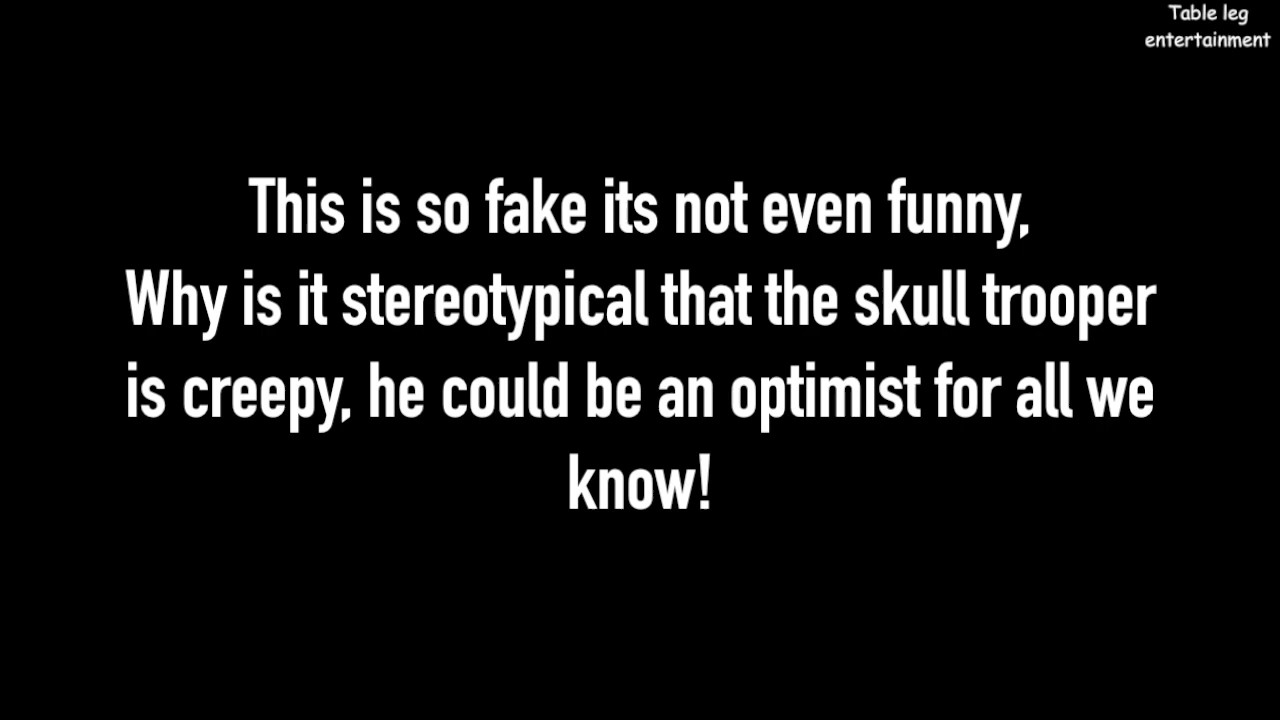 Table leg
entertainment
This is so fake its not even funny,
Why is it stereotypical that the skull trooper
is creepy, he could be an optimist for all we
know!